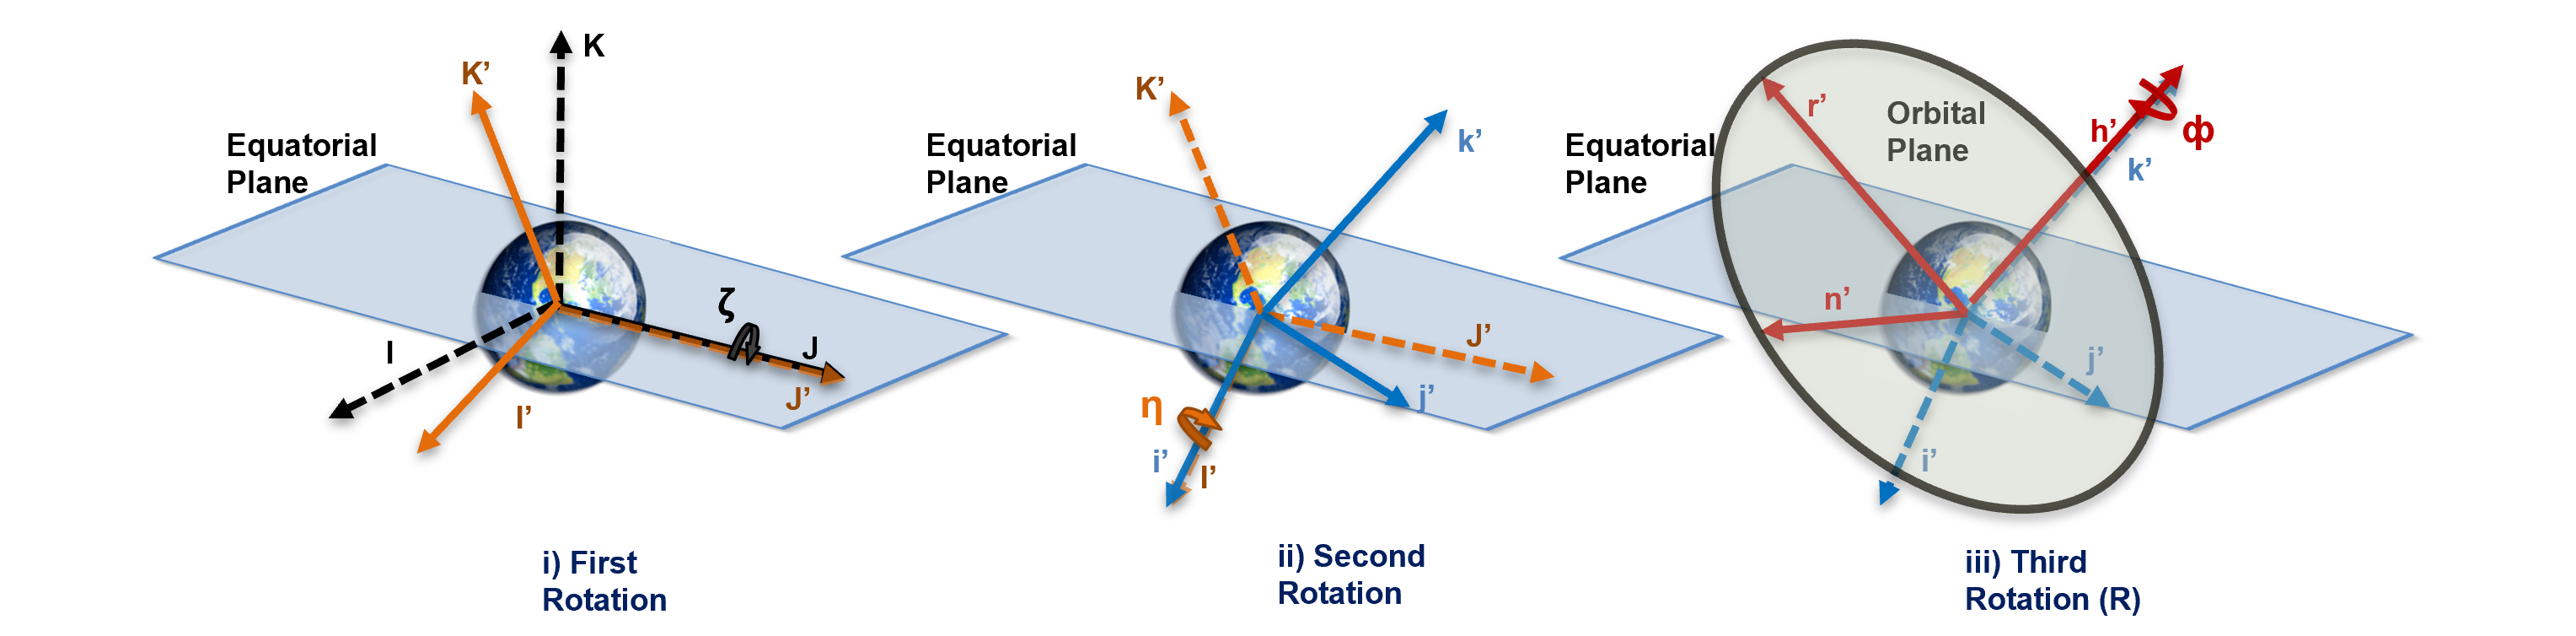 K
K’
Equatorial
Plane
ζ
I
J
J’
I’
i) First
Rotation
K’
Equatorial
Plane
k’
J’
j’
η
i’
I’
ii) Second
Rotation
Equatorial
Plane
r’
Orbital
Plane
h’
ф
k’
n’
j’
i’
iii) Third
Rotation (R)